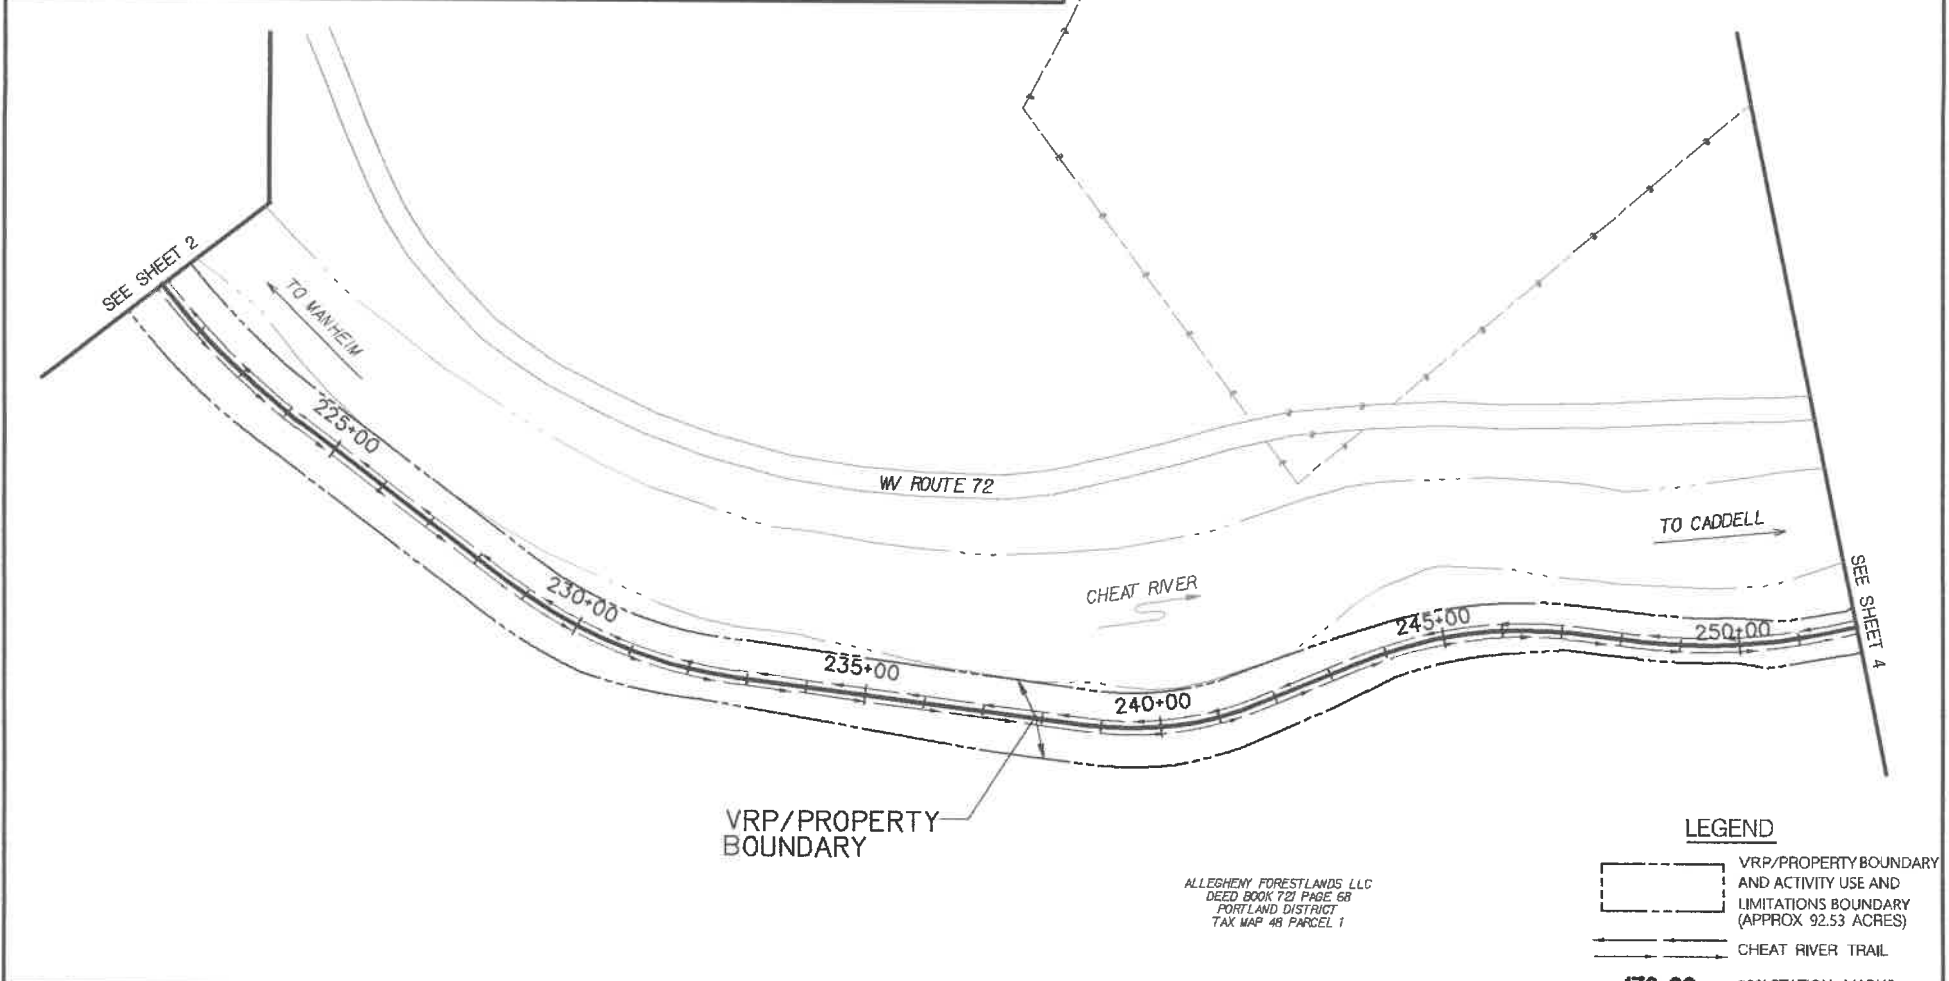 SEE SHEET 2
TO MANHEIM
225+00
WV ROUTE 72
TO CADDELL
230+00
CHEAT RIVER
SEE SHEET 4
235+00
240+00
245+00
250+00
VRP/PROPERTY
BOUNDARY
ALLEGHENY FORESTLANDS LLC
DEED BOOK 721 PAGE 68
PORTLAND DISTRICT
TAX MAP 48 PARCEL 1
LEGEND
VRP/PROPERTY BOUNDARY
AND ACTIVITY USE AND
LIMITATIONS BOUNDARY
(APPROX 92.53 ACRES)
CHEAT RIVER TRAIL